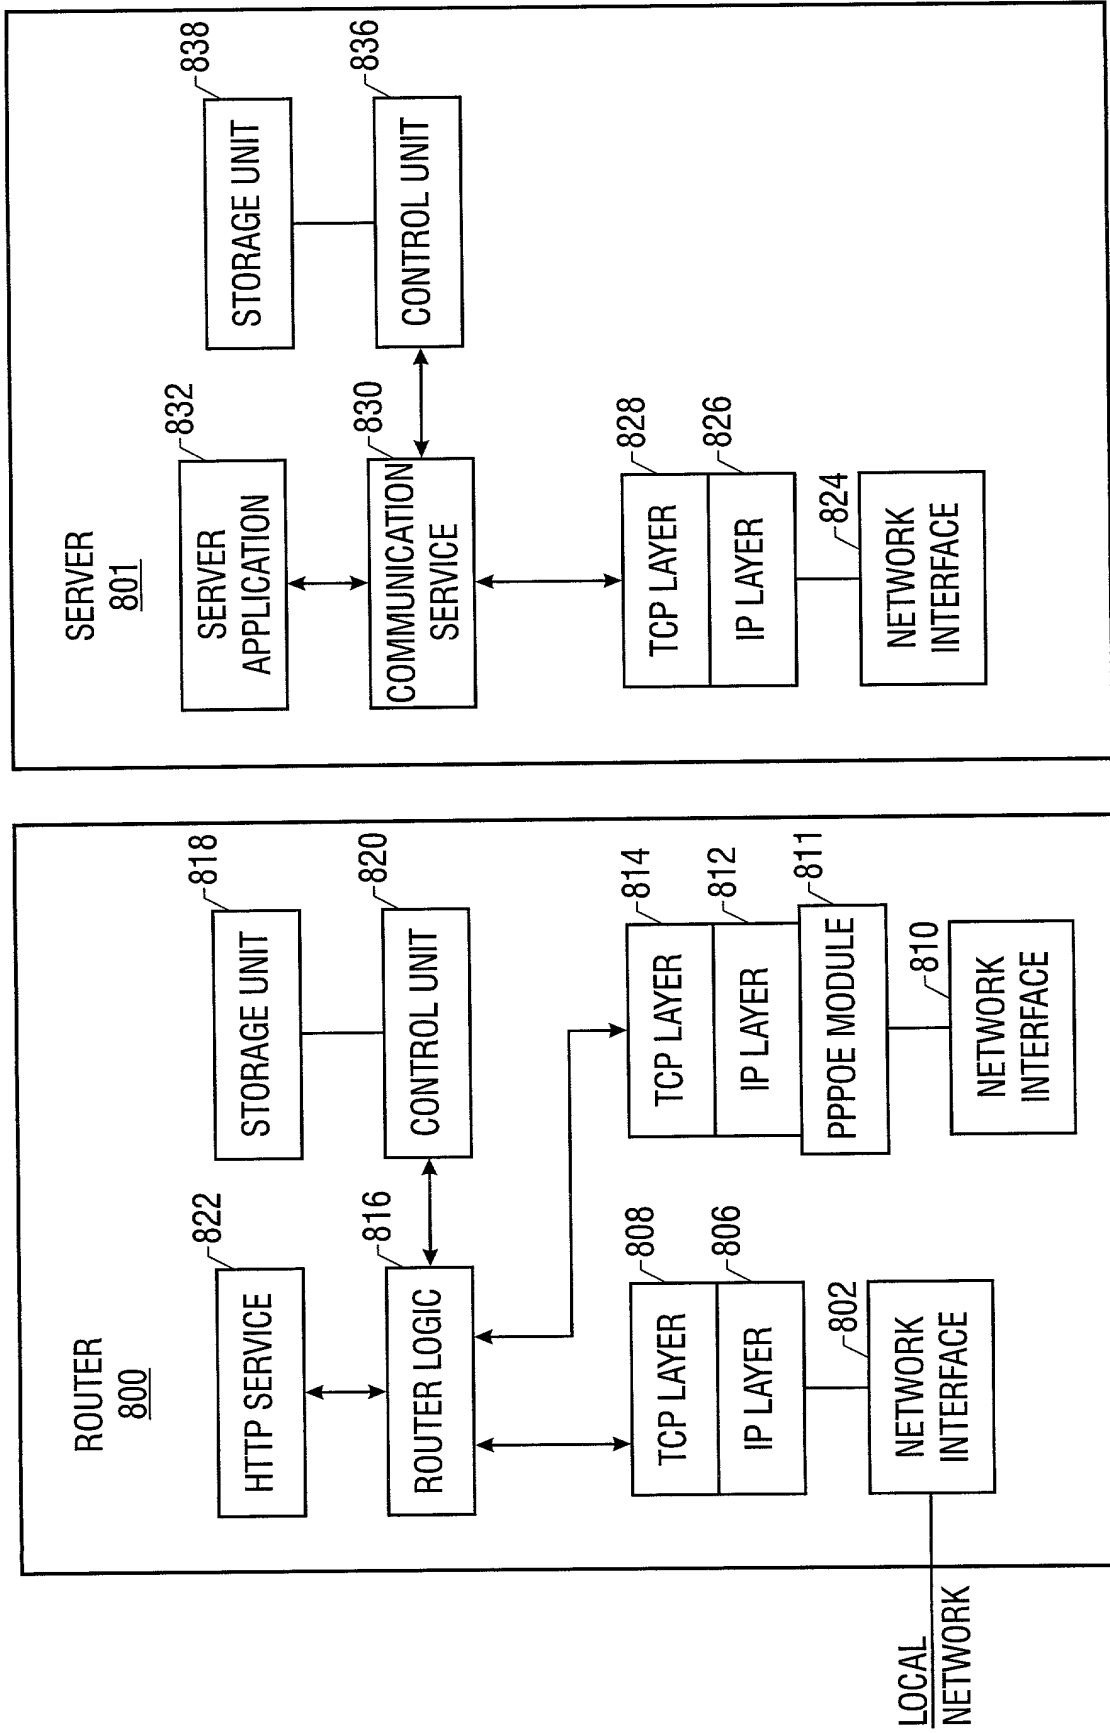 ROUTER
800
822
HTTP SERVICE
818
STORAGE UNIT
816
ROUTER LOGIC
820
CONTROL UNIT
808
TCP LAYER
806
IP LAYER
802
NETWORK
INTERFACE
LOCAL
NETWORK
814
TCP LAYER
812
IP LAYER
811
PPPOE MODULE
810
NETWORK
INTERFACE
SERVER
801
832
SERVER
APPLICATION
838
STORAGE UNIT
830
COMMUNICATION
SERVICE
836
CONTROL UNIT
828
TCP LAYER
826
IP LAYER
824
NETWORK
INTERFACE